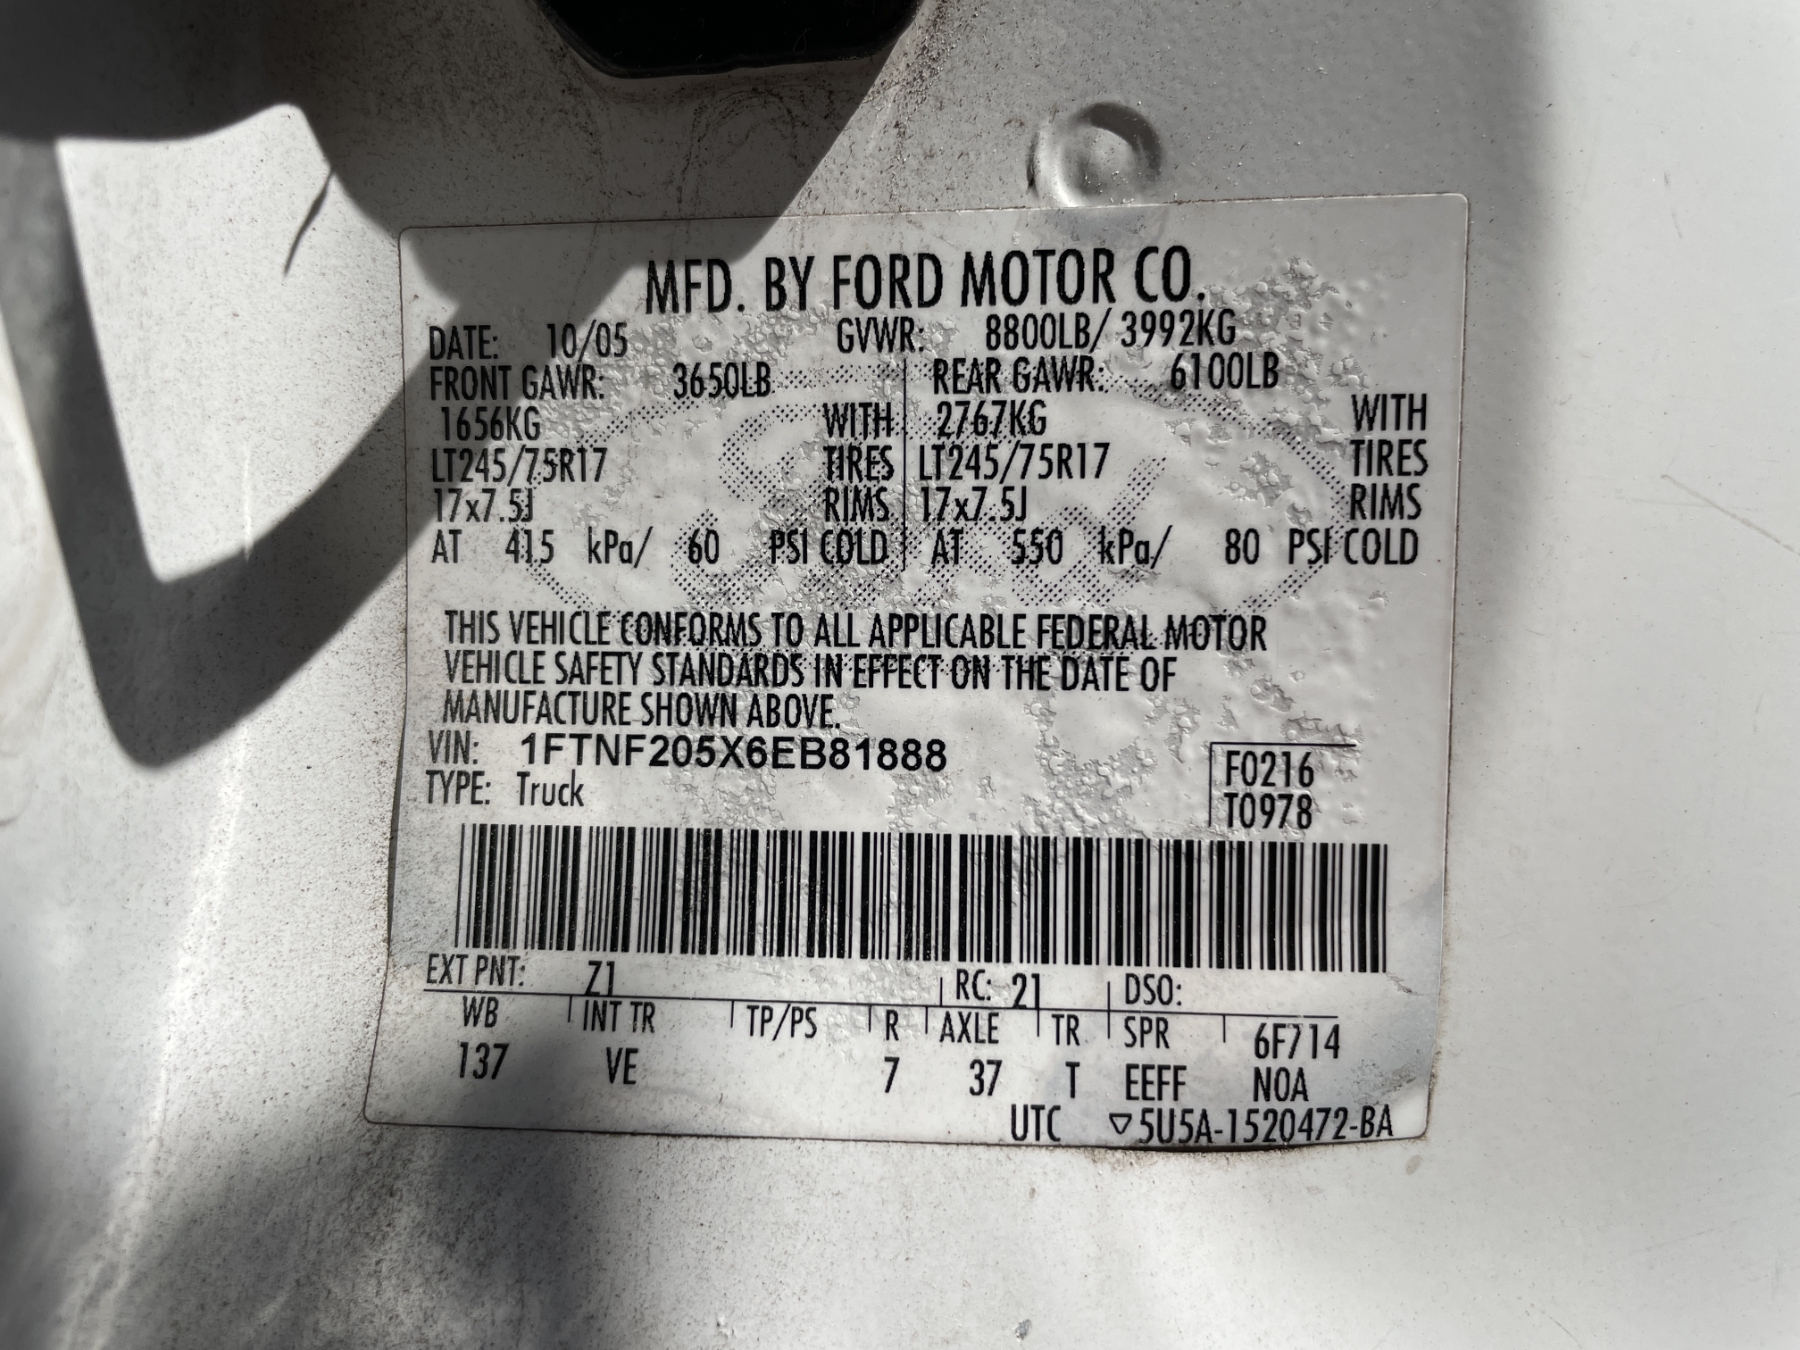 MFD. BY FORD MOTOR CO.
DATE: 10/05 GVWR: 8800LB/ 3992KG
FRONT GAWR: 3650LB REAR GAWR: 6100LB
1656KG WITH 2767KG WITH
LT245/75R17 TIRES LT245/75R17 TIRES
17x7.5J RIMS 17x7.5J RIMS
AT 415 kPa/ 60 PSI COLD AT 550 kPa/ 80 PSI COLD
THIS VEHICLE CONFORMS TO ALL APPLICABLE FEDERAL MOTOR
VEHICLE SAFETY STANDARDS IN EFFECT ON THE DATE OF
MANUFACTURE SHOWN ABOVE.
VIN: 1FTNF205X6EB81888
TYPE: Truck
F0216
T0978
EXT PNT: Z1 RC: 21 DSO:
WB INT TR TP/PS R AXLE TR SPR 6F714
137 VE 7 37 T EEFF NOA
UTC ▽5U5A-1520472-BA